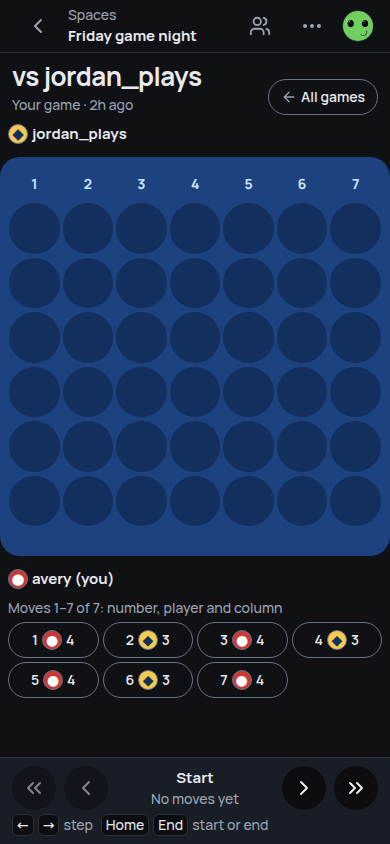 Spaces
Friday game night
vs jordan_plays
Your game · 2h ago
← All games
jordan_plays
1 2 3 4 5 6 7
avery (you)
Moves 1–7 of 7: number, player and column
1 4 2 3 3 4 4 3
5 4 6 3 7 4
Start
No moves yet
← → step Home End start or end